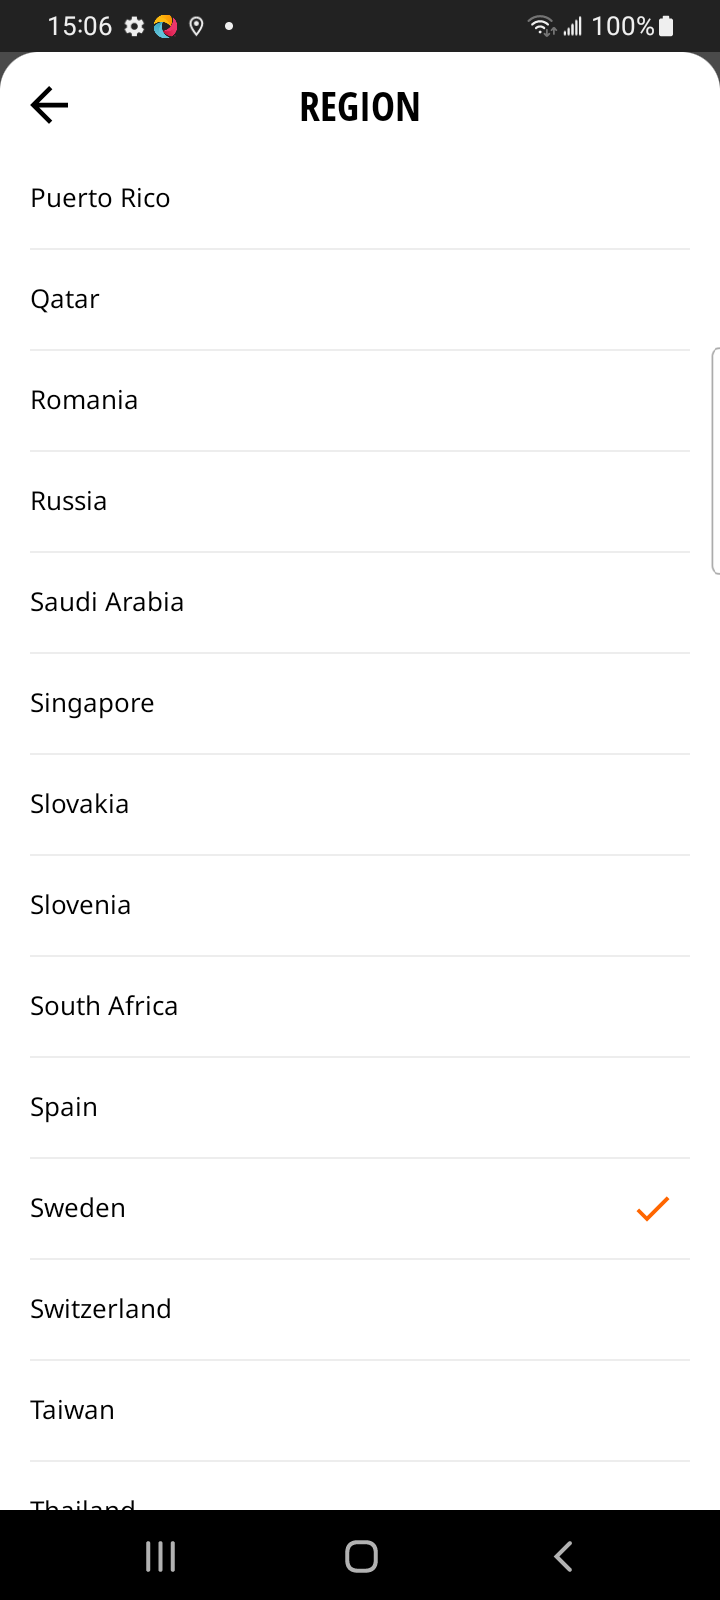 15:06
100%
REGION
Puerto Rico
Qatar
Romania
Russia
Saudi Arabia
Singapore
Slovakia
Slovenia
South Africa
Spain
Sweden
Switzerland
Taiwan
Thailand